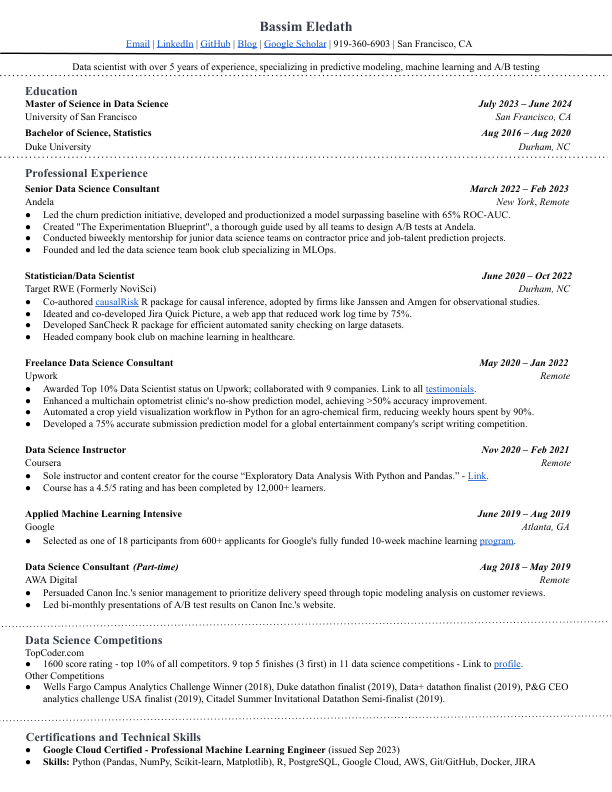 Bassim Eledath
Email | LinkedIn | GitHub | Blog | Google Scholar | 919-360-6903 | San Francisco, CA
Data scientist with over 5 years of experience, specializing in predictive modeling, machine learning and A/B testing
Education
Master of Science in Data Science July 2023 – June 2024
University of San Francisco San Francisco, CA
Bachelor of Science, Statistics Aug 2016 – Aug 2020
Duke University Durham, NC
Professional Experience
Senior Data Science Consultant March 2022 – Feb 2023
Andela New York, Remote
● Led the churn prediction initiative, developed and productionized a model surpassing baseline with 65% ROC-AUC.
● Created "The Experimentation Blueprint", a thorough guide used by all teams to design A/B tests at Andela.
● Conducted biweekly mentorship for junior data science teams on contractor price and job-talent prediction projects.
● Founded and led the data science team book club specializing in MLOps.
Statistician/Data Scientist June 2020 – Oct 2022
Target RWE (Formerly NoviSci) Durham, NC
● Co-authored causalRisk R package for causal inference, adopted by firms like Janssen and Amgen for observational studies.
● Ideated and co-developed Jira Quick Picture, a web app that reduced work log time by 75%.
● Developed SanCheck R package for efficient automated sanity checking on large datasets.
● Headed company book club on machine learning in healthcare.
Freelance Data Science Consultant May 2020 – Jan 2022
Upwork Remote
● Awarded Top 10% Data Scientist status on Upwork; collaborated with 9 companies. Link to all testimonials.
● Enhanced a multichain optometrist clinic's no-show prediction model, achieving >50% accuracy improvement.
● Automated a crop yield visualization workflow in Python for an agro-chemical firm, reducing weekly hours spent by 90%.
● Developed a 75% accurate submission prediction model for a global entertainment company's script writing competition.
Data Science Instructor Nov 2020 – Feb 2021
Coursera Remote
● Sole instructor and content creator for the course “Exploratory Data Analysis With Python and Pandas.” - Link.
● Course has a 4.5/5 rating and has been completed by 12,000+ learners.
Applied Machine Learning Intensive June 2019 – Aug 2019
Google Atlanta, GA
● Selected as one of 18 participants from 600+ applicants for Google's fully funded 10-week machine learning program.
Data Science Consultant (Part-time) Aug 2018 – May 2019
AWA Digital Remote
● Persuaded Canon Inc.'s senior management to prioritize delivery speed through topic modeling analysis on customer reviews.
● Led bi-monthly presentations of A/B test results on Canon Inc.'s website.
Data Science Competitions
TopCoder.com
● 1600 score rating - top 10% of all competitors. 9 top 5 finishes (3 first) in 11 data science competitions - Link to profile.
Other Competitions
● Wells Fargo Campus Analytics Challenge Winner (2018), Duke datathon finalist (2019), Data+ datathon finalist (2019), P&G CEO
analytics challenge USA finalist (2019), Citadel Summer Invitational Datathon Semi-finalist (2019).
Certifications and Technical Skills
● Google Cloud Certified - Professional Machine Learning Engineer (issued Sep 2023)
● Skills: Python (Pandas, NumPy, Scikit-learn, Matplotlib), R, PostgreSQL, Google Cloud, AWS, Git/GitHub, Docker, JIRA